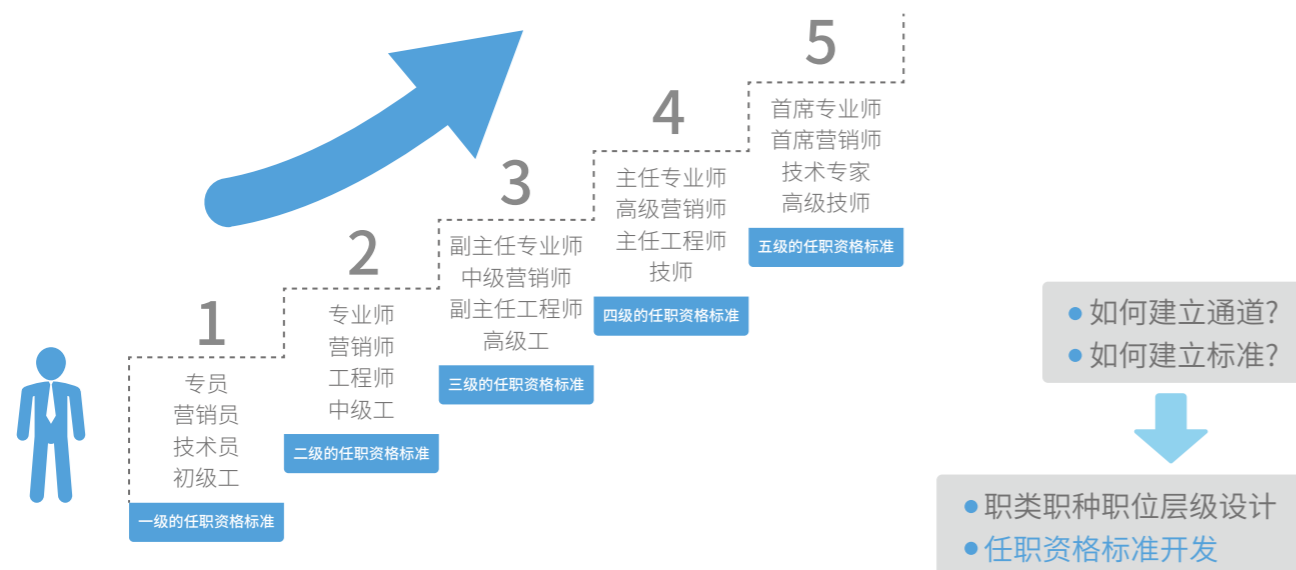 1
专员
营销员
技术员
初级工
一级的任职资格标准
2
专业师
营销师
工程师
中级工
二级的任职资格标准
3
副主任专业师
中级营销师
副主任工程师
高级工
三级的任职资格标准
4
主任专业师
高级营销师
主任工程师
技师
四级的任职资格标准
5
首席专业师
首席营销师
技术专家
高级技师
五级的任职资格标准
如何建立通道?
如何建立标准?
职类职种职位层级设计
任职资格标准开发